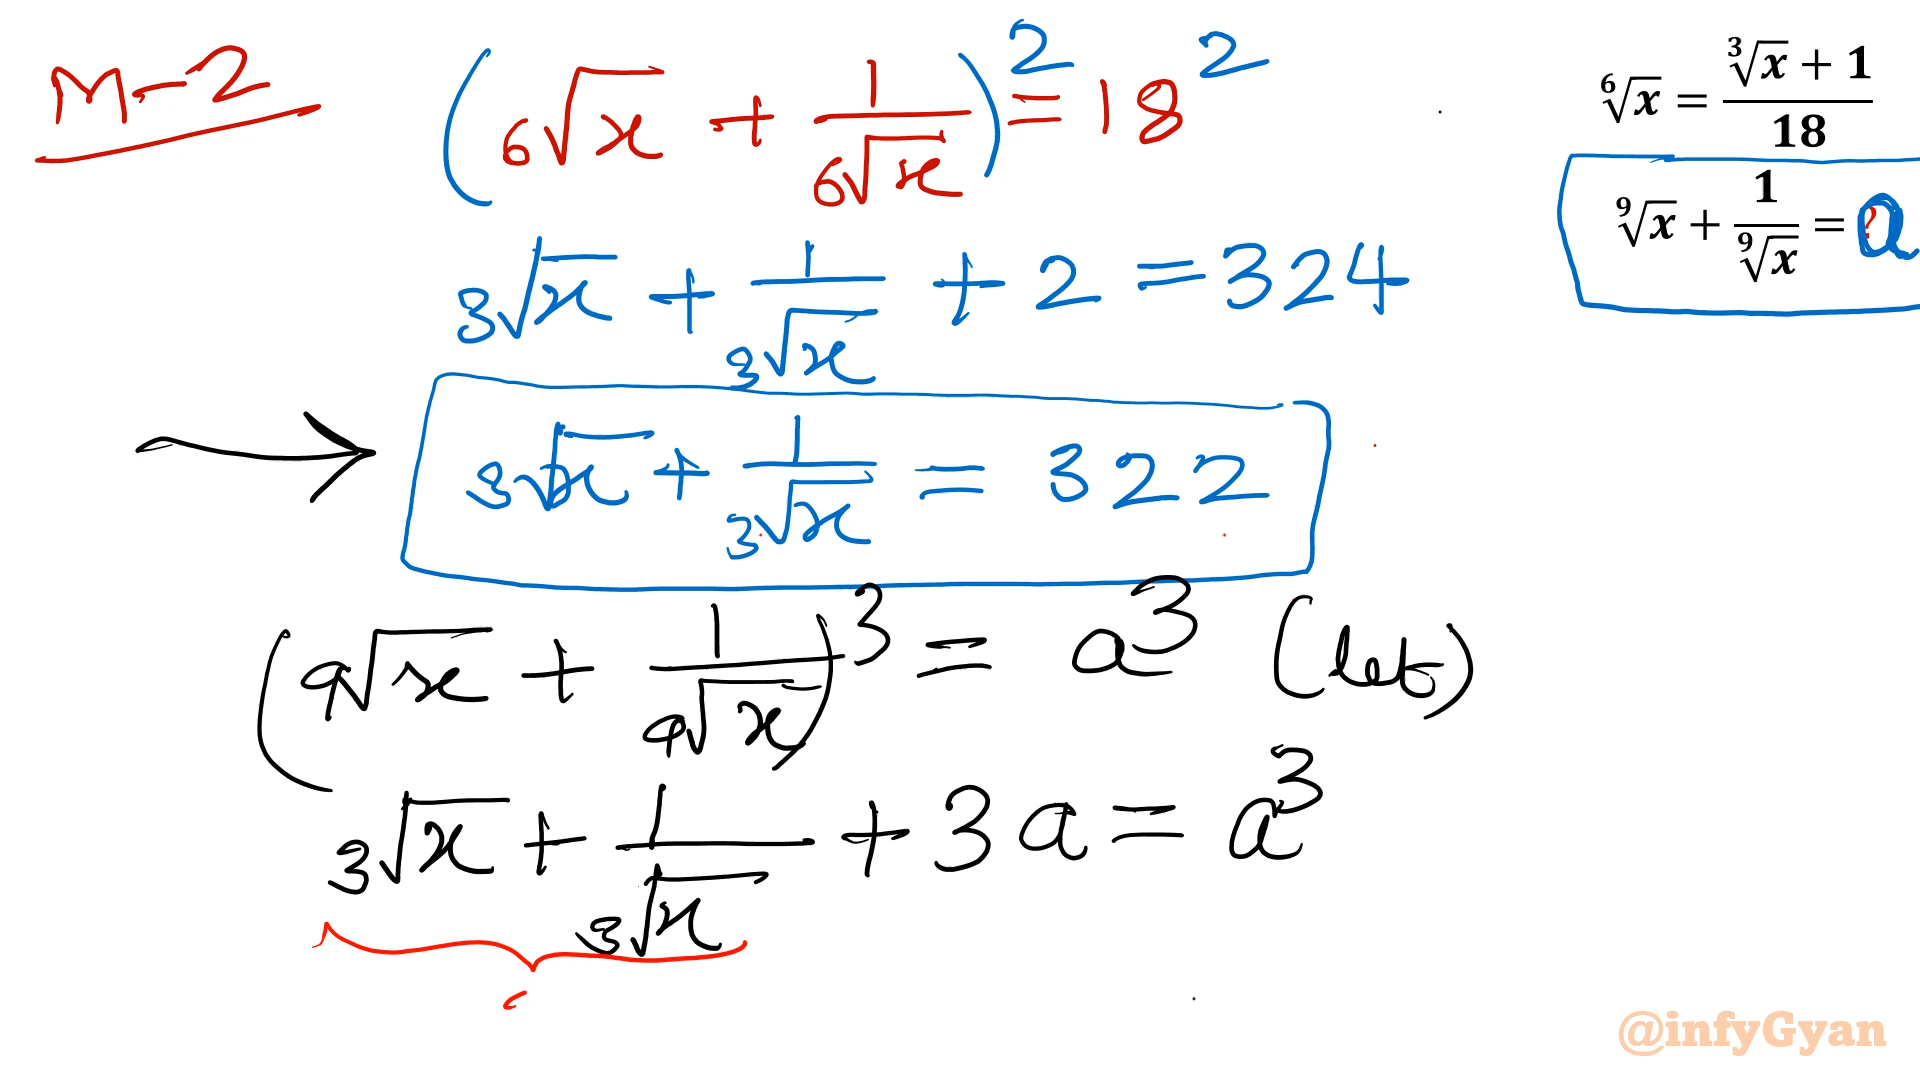 M-2
(⁶√x + 1/⁶√x)² = 18²
³√x + 1/³√x + 2 = 324
³√x + 1/³√x = 322
(⁹√x + 1/⁹√x)³ = a³ (let)
³√x + 1/³√x + 3a = a³
⁶√x = (³√x + 1)/18
⁹√x + 1/⁹√x = a
@infyGyan